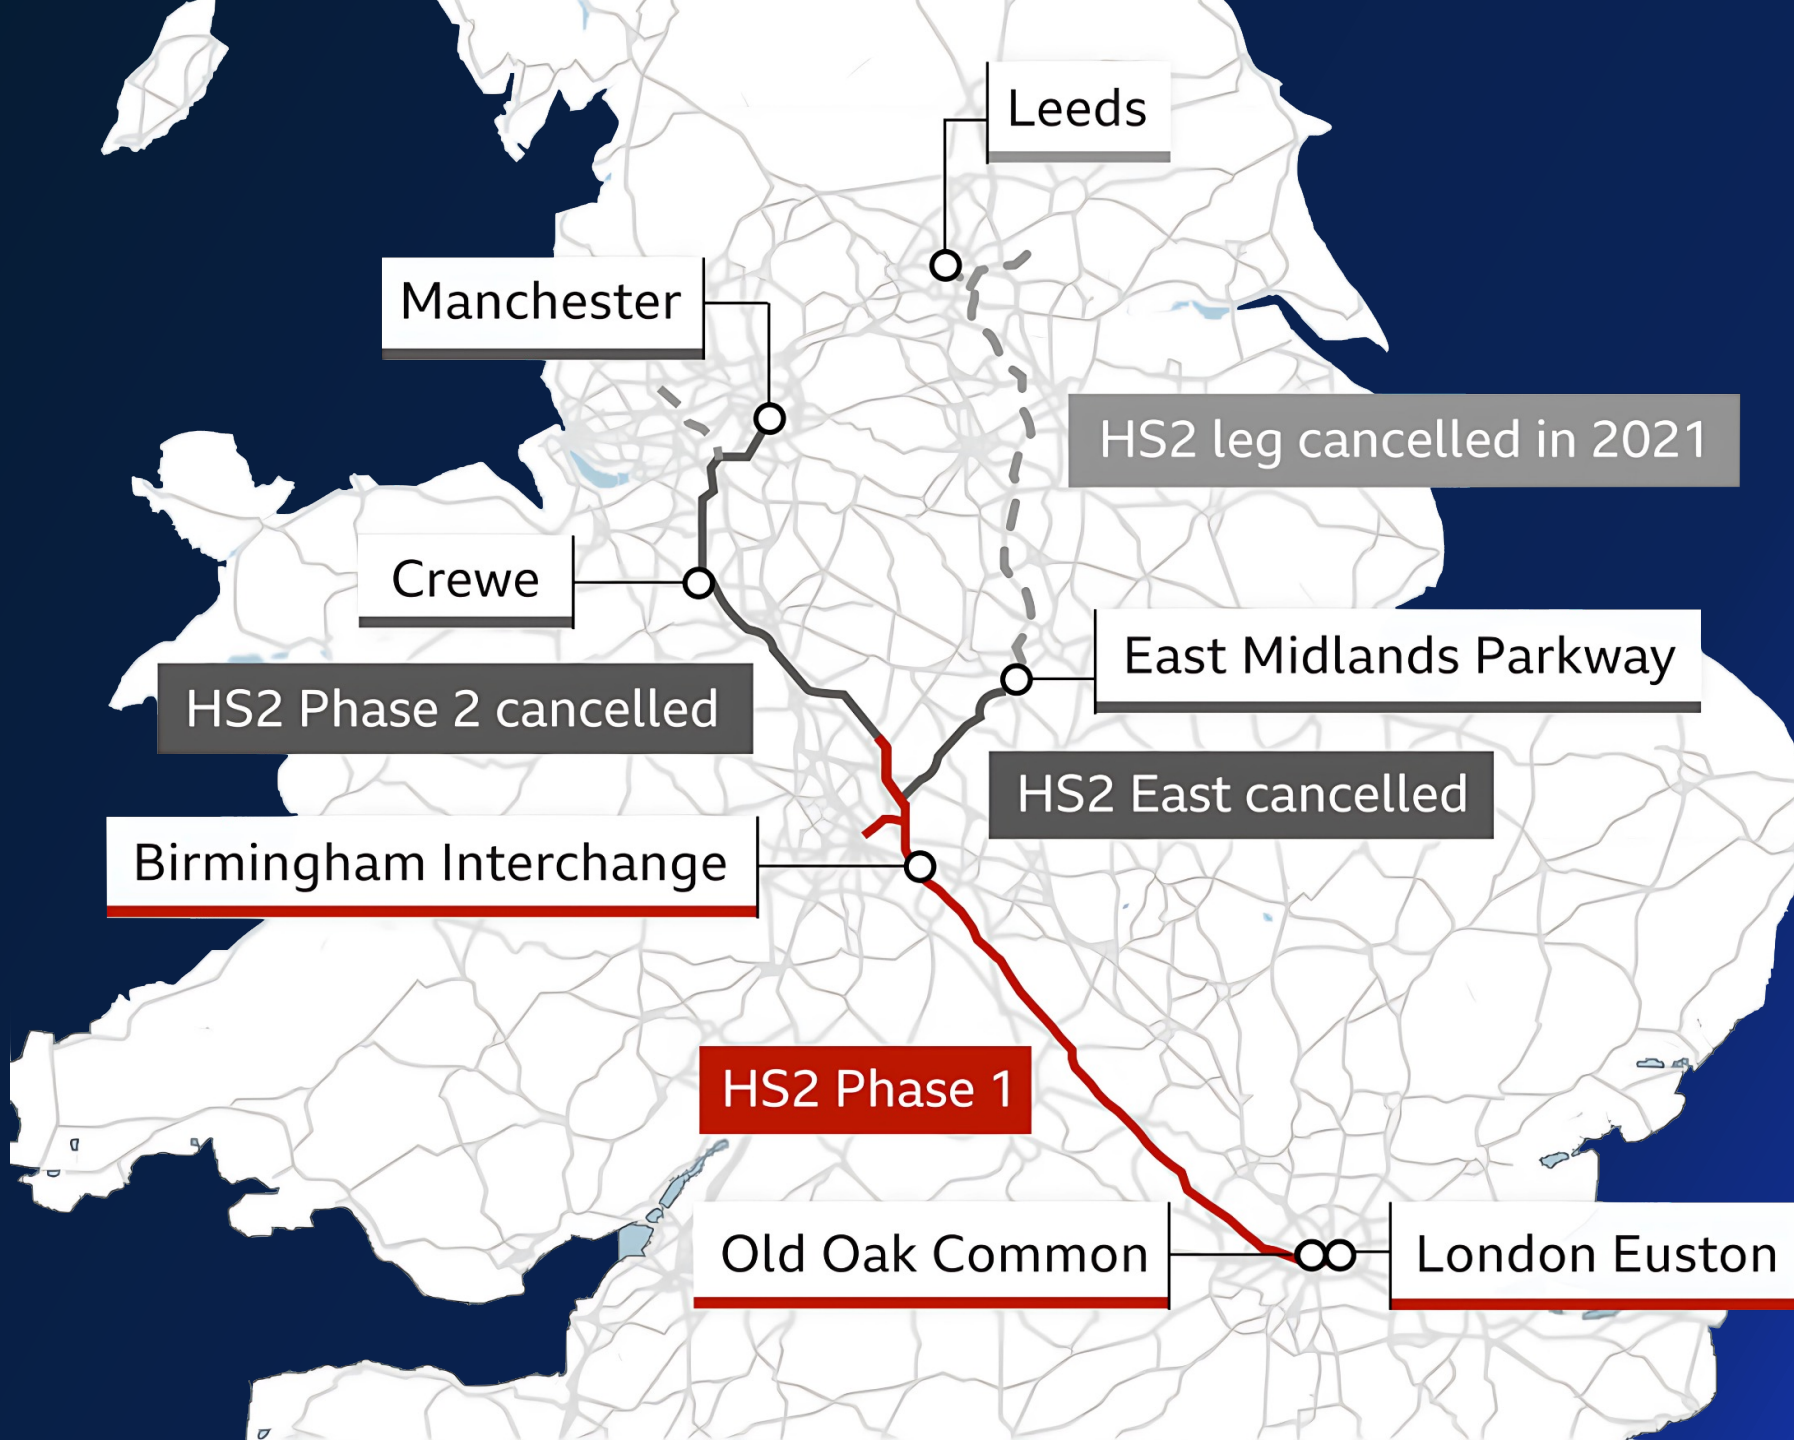 Leeds
Manchester
HS2 leg cancelled in 2021
Crewe
East Midlands Parkway
HS2 Phase 2 cancelled
HS2 East cancelled
Birmingham Interchange
HS2 Phase 1
Old Oak Common
London Euston